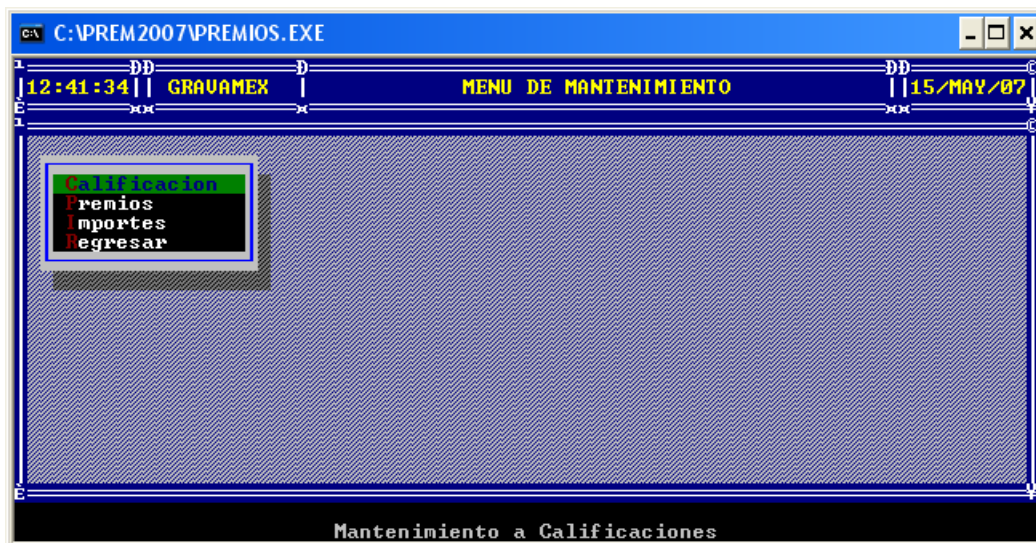 C:\PREM2007\PREMIOS.EXE
12:41:34 GRAVAMEX MENU DE MANTENIMIENTO 15/MAY/07
Calificacion
Premios
Importes
Regresar
Mantenimiento a Calificaciones